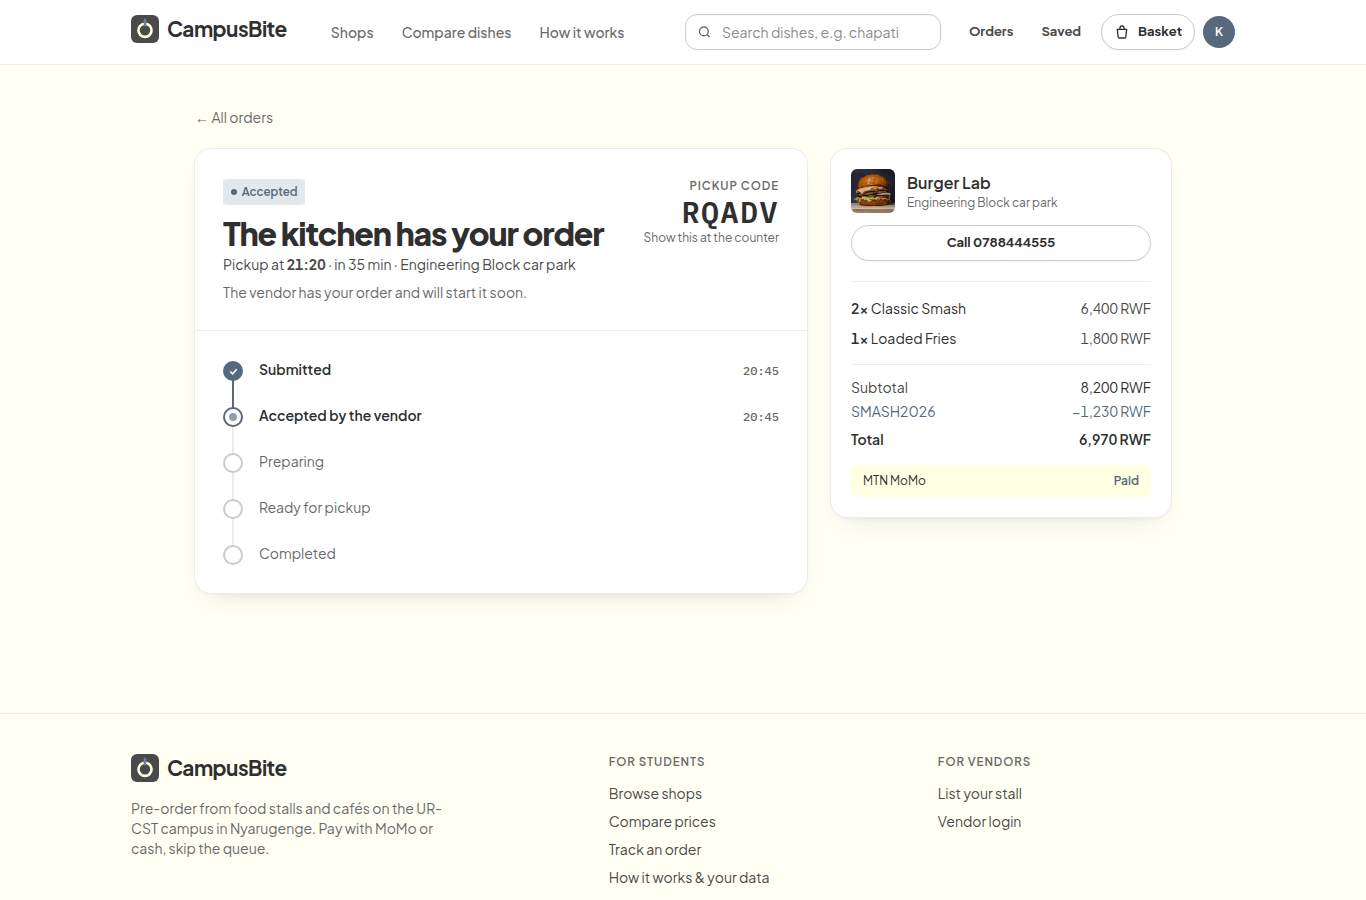 CampusBite
Shops
Compare dishes
How it works
Search dishes, e.g. chapati
Orders
Saved
Basket
K
← All orders
Accepted
The kitchen has your order
Pickup at 21:20 · in 35 min · Engineering Block car park
The vendor has your order and will start it soon.
PICKUP CODE
RQADV
Show this at the counter
Submitted 20:45
Accepted by the vendor 20:45
Preparing
Ready for pickup
Completed
Burger Lab
Engineering Block car park
Call 0788444555
2× Classic Smash 6,400 RWF
1× Loaded Fries 1,800 RWF
Subtotal 8,200 RWF
SMASH2026 −1,230 RWF
Total 6,970 RWF
MTN MoMo Paid
CampusBite
Pre-order from food stalls and cafés on the UR-
CST campus in Nyarugenge. Pay with MoMo or
cash, skip the queue.
FOR STUDENTS
Browse shops
Compare prices
Track an order
How it works & your data
FOR VENDORS
List your stall
Vendor login